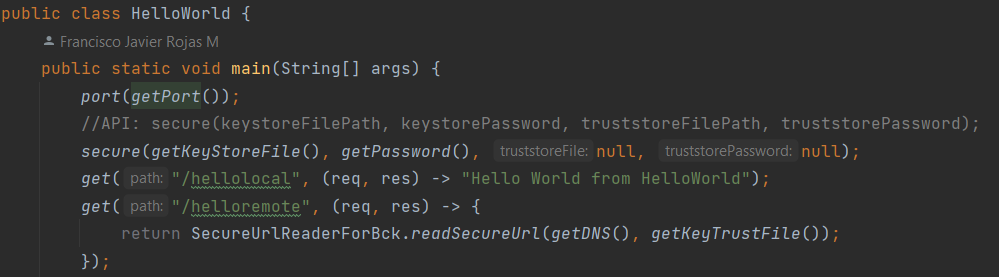 public class HelloWorld {
Francisco Javier Rojas M
public static void main(String[] args) {
port(getPort());
//API: secure(keystoreFilePath, keystorePassword, truststoreFilePath, truststorePassword);
secure(getKeyStoreFile(), getPassword(), truststoreFile: null, truststorePassword: null);
get( path: "/hellolocal", (req, res) -> "Hello World from HelloWorld");
get( path: "/helloremote", (req, res) -> {
return SecureUrlReaderForBck.readSecureUrl(getDNS(), getKeyTrustFile());
});